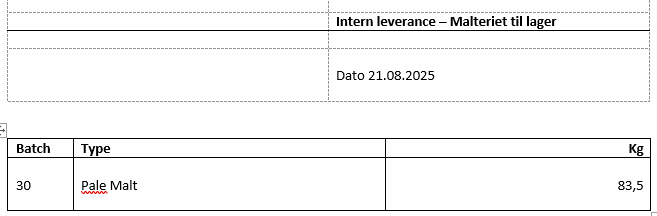 Intern leverance – Malteriet til lager
Dato 21.08.2025
Batch Type Kg
30 Pale Malt 83,5